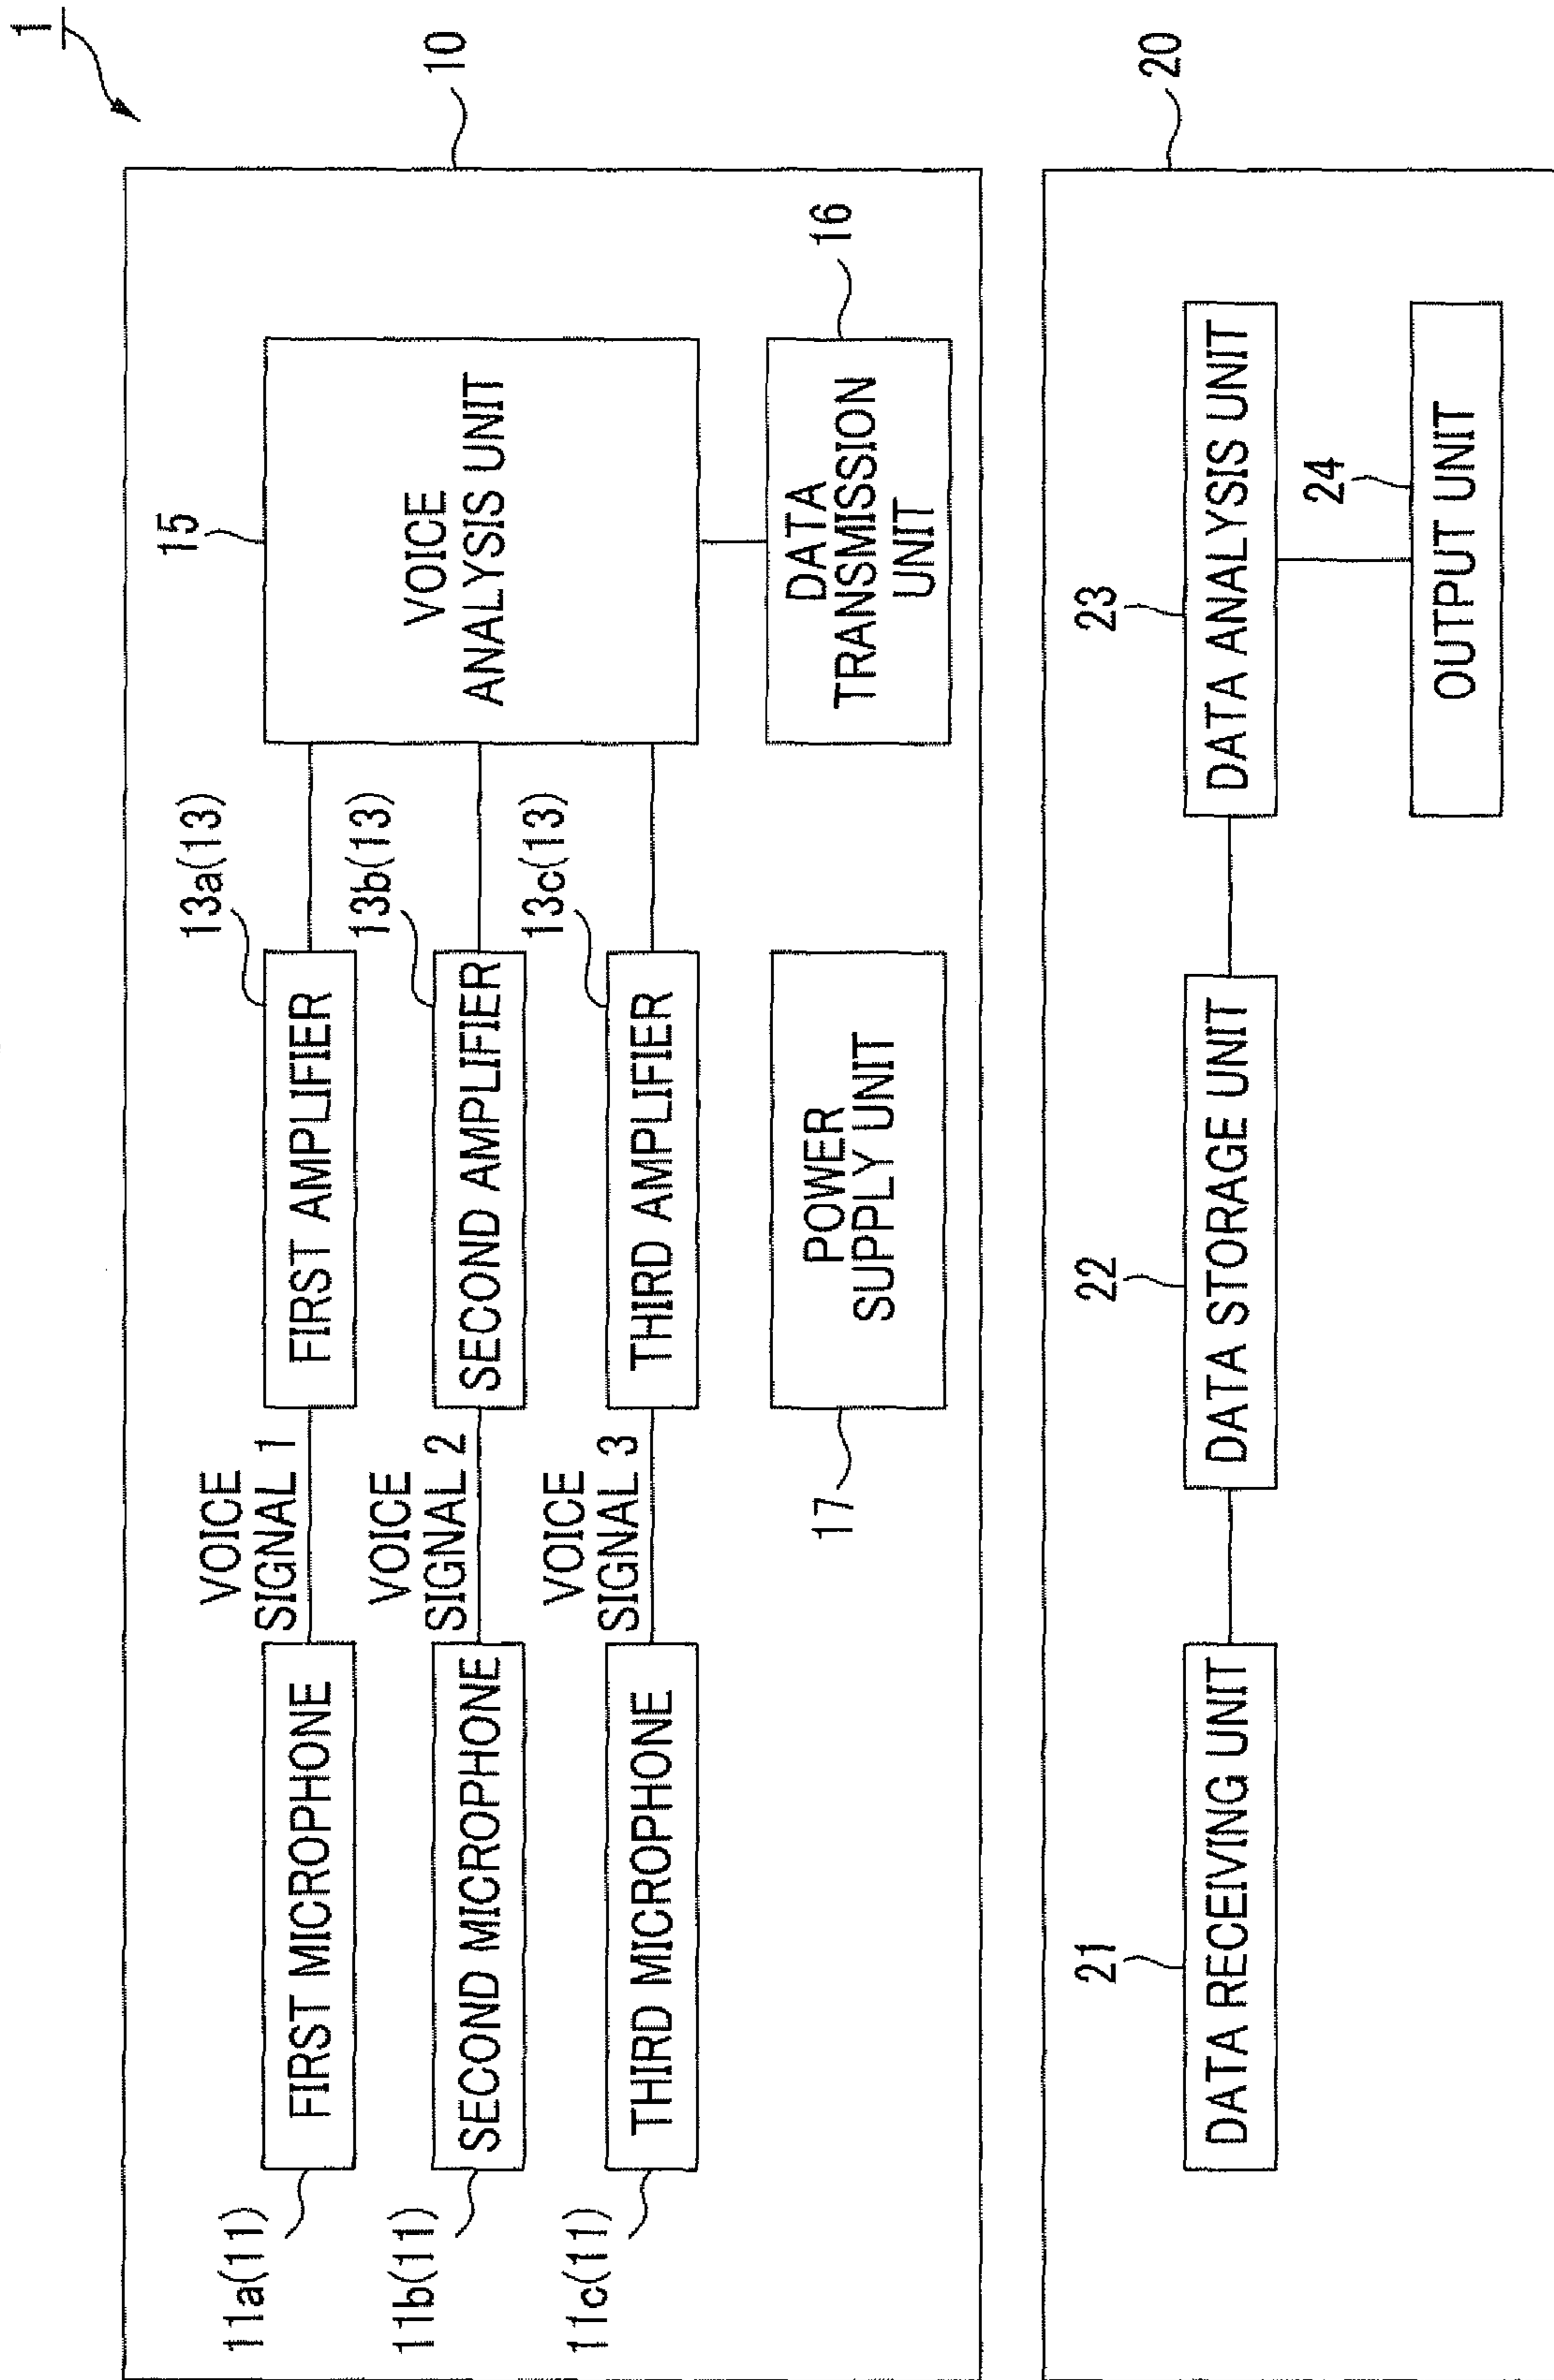 1
10
15
VOICE
ANALYSIS UNIT
16
DATA
TRANSMISSION
UNIT
13a(13)
FIRST AMPLIFIER
13b(13)
SECOND AMPLIFIER
13c(13)
THIRD AMPLIFIER
VOICE
SIGNAL 1
VOICE
SIGNAL 2
VOICE
SIGNAL 3
FIRST MICROPHONE
11a(11)
SECOND MICROPHONE
11b(11)
THIRD MICROPHONE
11c(11)
POWER
SUPPLY UNIT
17
20
21
DATA RECEIVING UNIT
22
DATA STORAGE UNIT
23
DATA ANALYSIS UNIT
24
OUTPUT UNIT